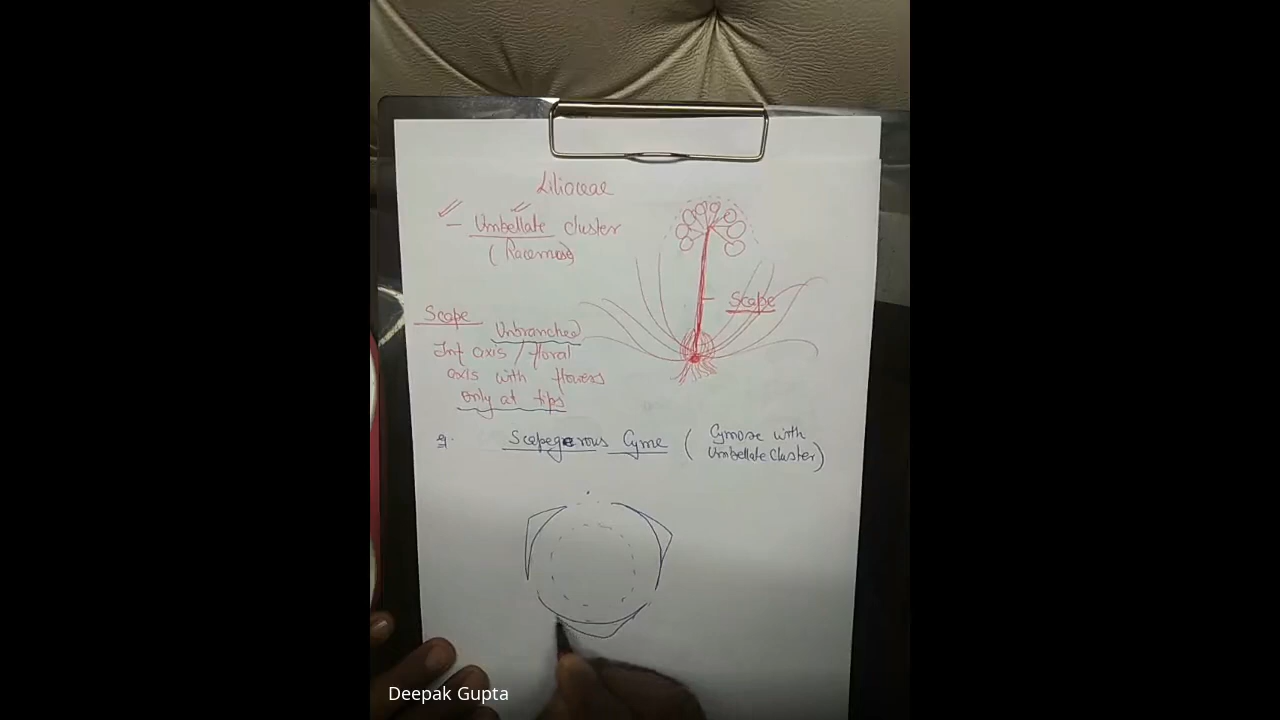 Liliaceae
- Umbellate cluster
(Racemose)
Scape
Scape
Unbranched
Inf axis / floral
axis with flowers
only at tips
Scapegerous Cyme ( Cymose with
Umbellate cluster)
Deepak Gupta